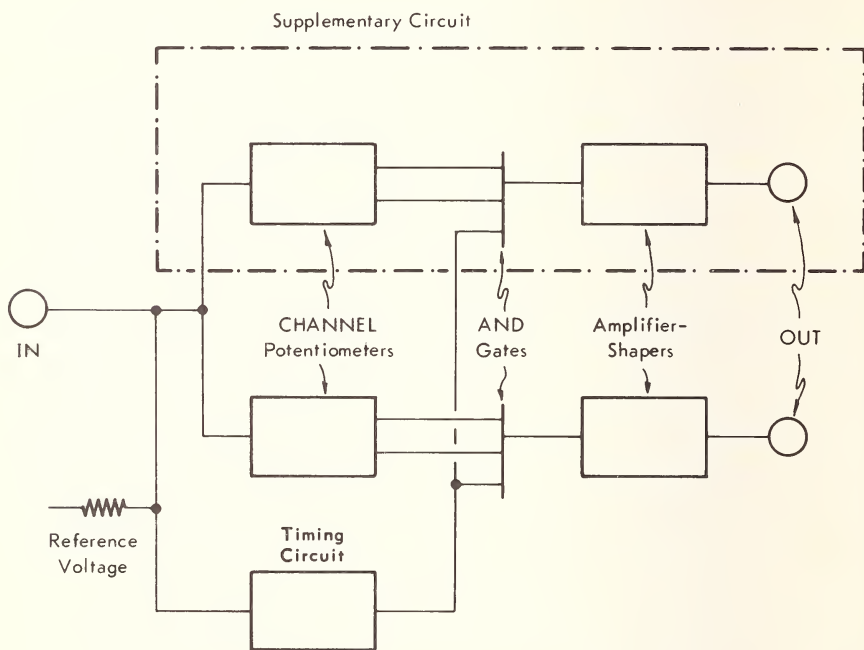 Supplementary Circuit
IN
CHANNEL
Potentiometers
AND
Gates
Amplifier-
Shapers
OUT
Reference
Voltage
Timing
Circuit